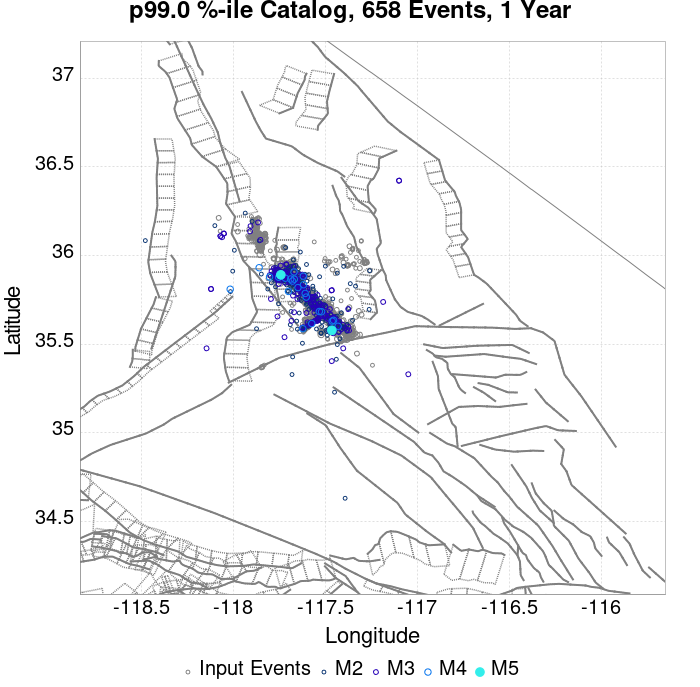 p99.0 %-ile Catalog, 658 Events, 1 Year
37
36.5
36
35.5
35
34.5
Latitude
-118.5 -118 -117.5 -117 -116.5 -116
Longitude
Input Events M2 M3 M4 M5